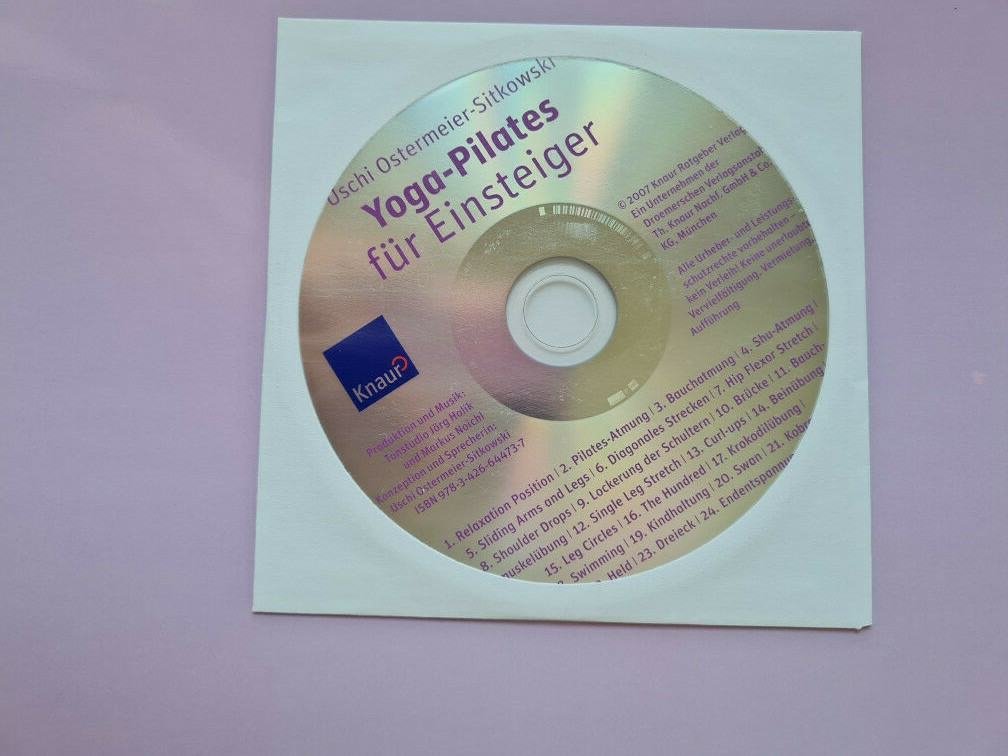 Uschi Ostermeier-Sitkowski
Yoga-Pilates
für Einsteiger
© 2007 Knaur Ratgeber Verlag
Ein Unternehmen der
Droemerschen Verlagsanstalt
Th. Knaur Nachf. GmbH & Co.
KG, München
Alle Urheber- und Leistungs-
schutzrechte vorbehalten –
kein Verleih! Keine unerlaubte
Vervielfältigung, Vermietung,
Aufführung
Knaur
Produktion und Musik:
Tonstudio Jörg Halik
und Markus Noichl
Konzeption und Sprecherin:
Uschi Ostermeier-Sitkowski
ISBN 978-3-426-64473-7
1. Relaxation Position | 2. Pilates-Atmung | 3. Bauchatmung | 4. Shu-Atmung |
5. Sliding Arms and Legs | 6. Diagonales Strecken | 7. Hip Flexor Stretch |
8. Shoulder Drops | 9. Lockerung der Schultern | 10. Brücke | 11. Bauch-
muskelübung | 12. Single Leg Stretch | 13. Curl-ups | 14. Beinübung |
15. Leg Circles | 16. The Hundred | 17. Krokodilübung |
Swimming | 19. Kindhaltung | 20. Swan | 21. Kobra
Held | 23. Dreieck | 24. Endentspannung